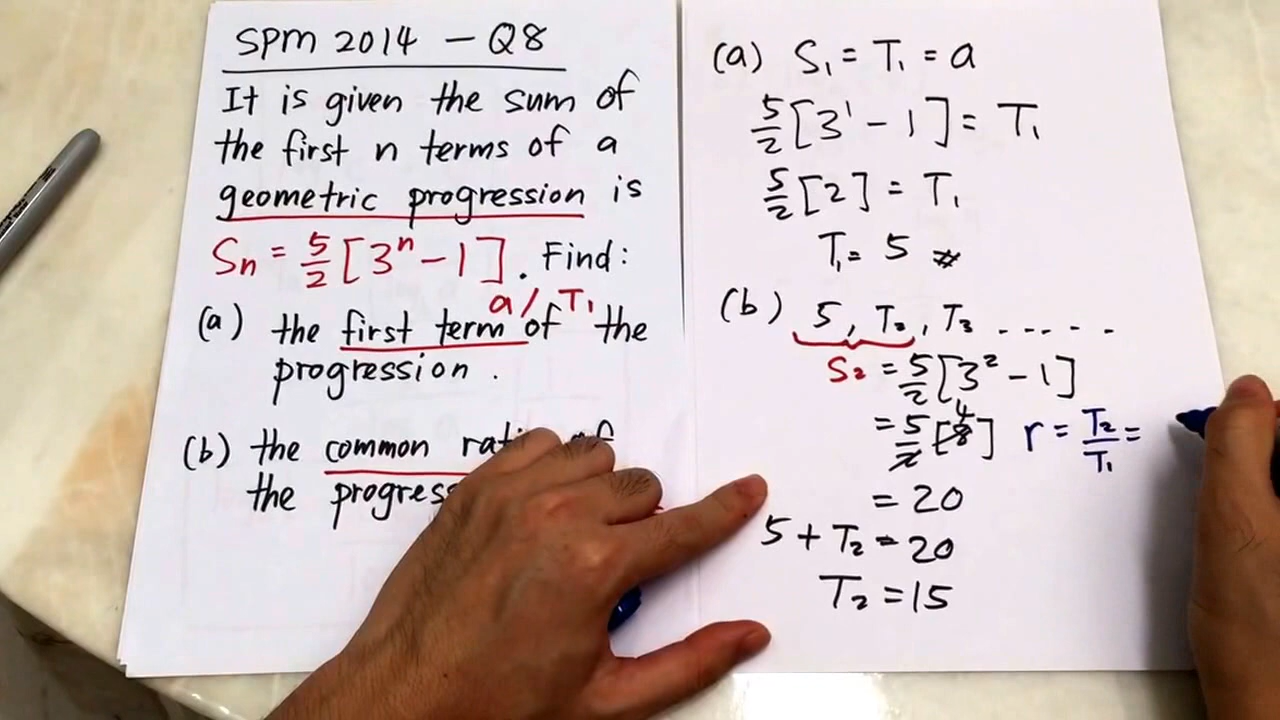 SPM 2014 – Q8
It is given the sum of
the first n terms of a
geometric progression is
Sn = 5/2 [3ⁿ – 1]. Find:
a / T₁
(a) the first term of the
progression.
(b) the common ratio of
the
(a) S₁ = T₁ = a
5/2 [3¹ – 1] = T₁
5/2 [2] = T₁
T₁ = 5 #
(b) 5, T₂, T₃ .....
S₂ = 5/2 [3² – 1]
4
= 5/2 [8] r = T₂/T₁ =
= 20
5 + T₂ = 20
T₂ = 15